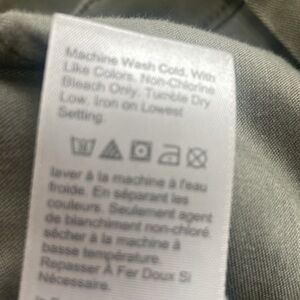 Machine Wash Cold. With
Like Colors. Non-Chlorine
Bleach Only. Tumble Dry
Low. Iron on Lowest
Setting.
laver à la machine à l'eau
froide. En séparant les
couleurs. Seulement agent
de blanchiment non-chloré.
sécher à la machine à
basse température.
Repasser À Fer Doux Si
Nécessaire.